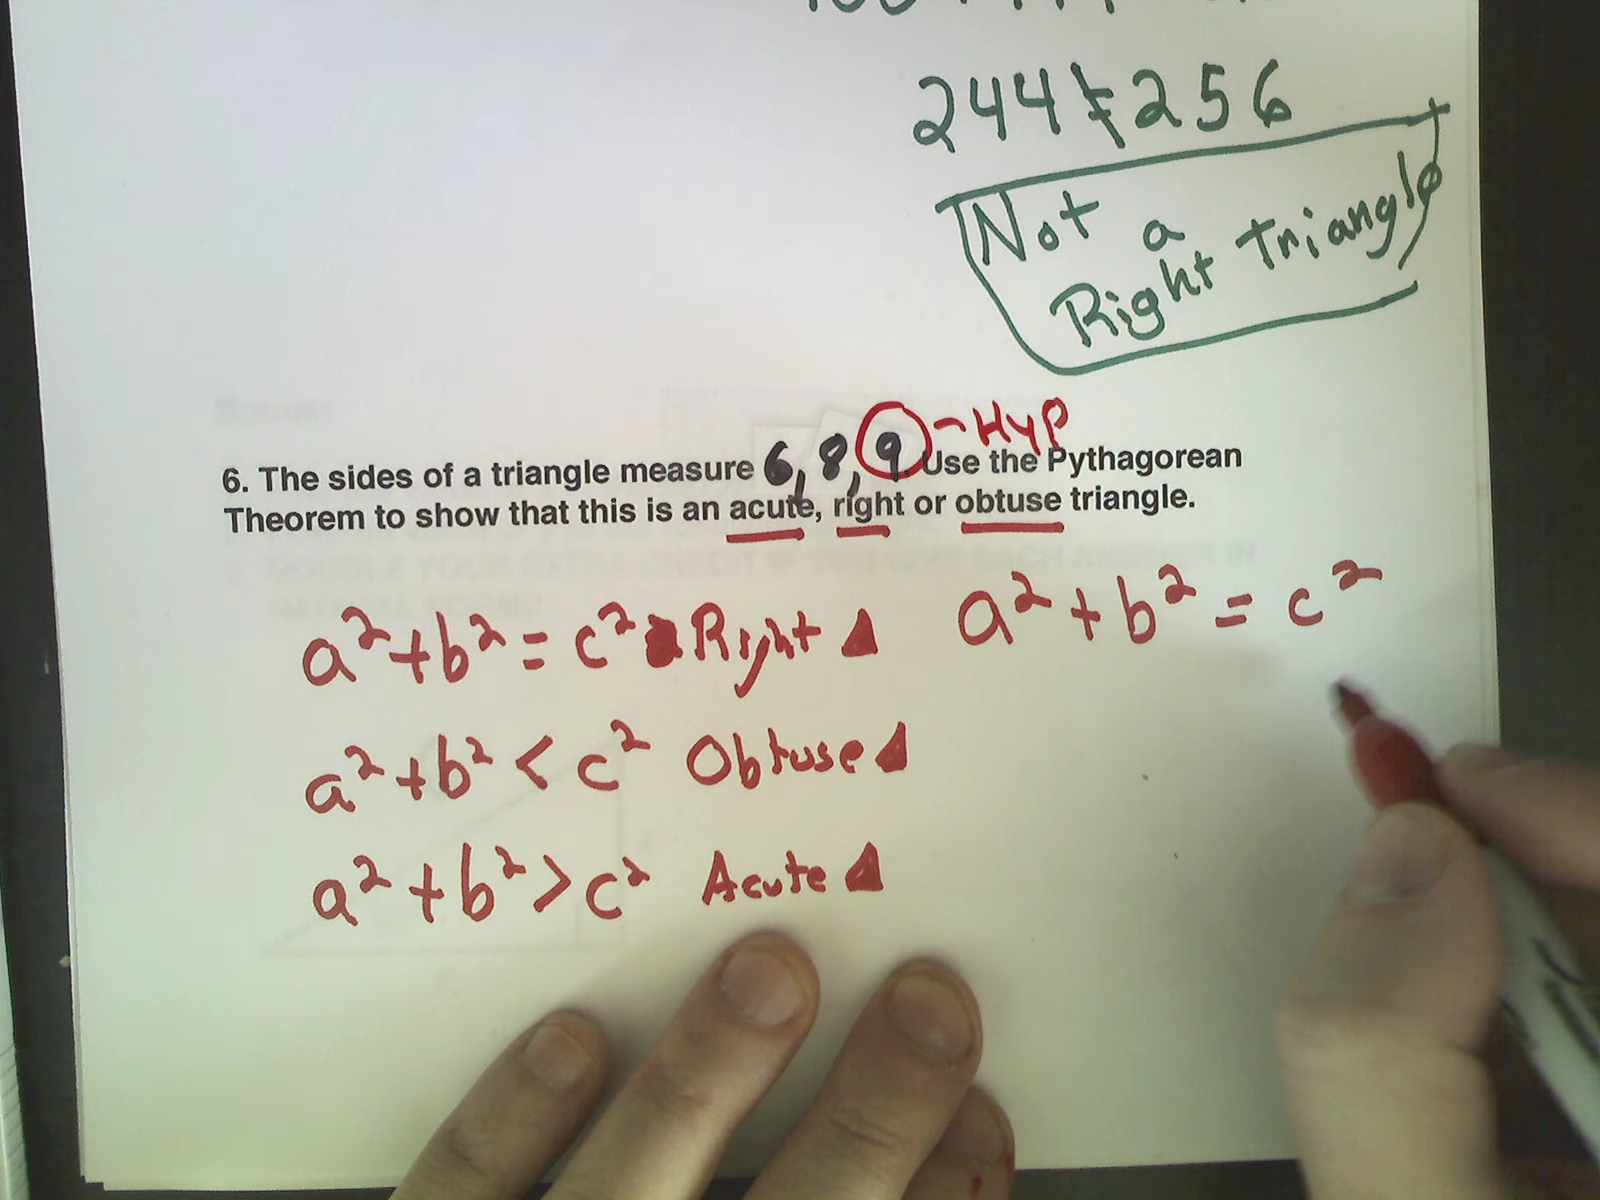 244 ≠ 256
Not a
Right Triangle
- Hyp
6. The sides of a triangle measure 6, 8, 9. Use the Pythagorean
Theorem to show that this is an acute, right or obtuse triangle.
a² + b² = c² Right △
a² + b² = c²
a² + b² < c² Obtuse △
a² + b² > c² Acute △